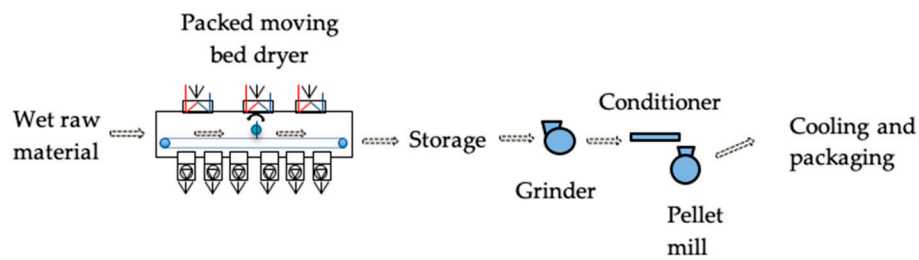 Packed moving
bed dryer
Wet raw
material
Storage
Grinder
Conditioner
Pellet
mill
Cooling and
packaging